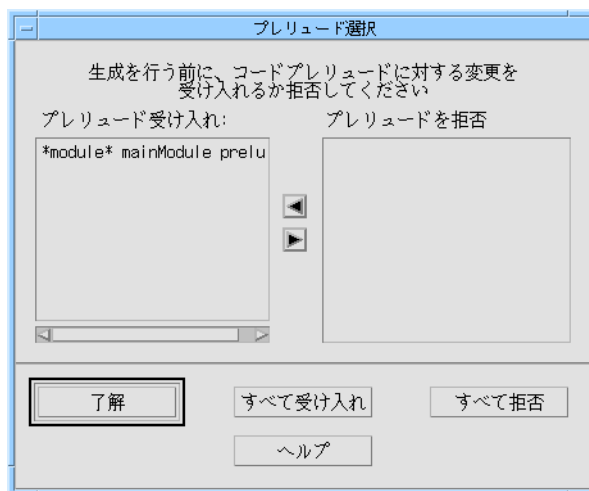 プレリュード選択
生成を行う前に、コードプレリュードに対する変更を
受け入れるか拒否してください
プレリュード受け入れ:
プレリュードを拒否
*module* mainModule prelu
了解
すべて受け入れ
すべて拒否
ヘルプ